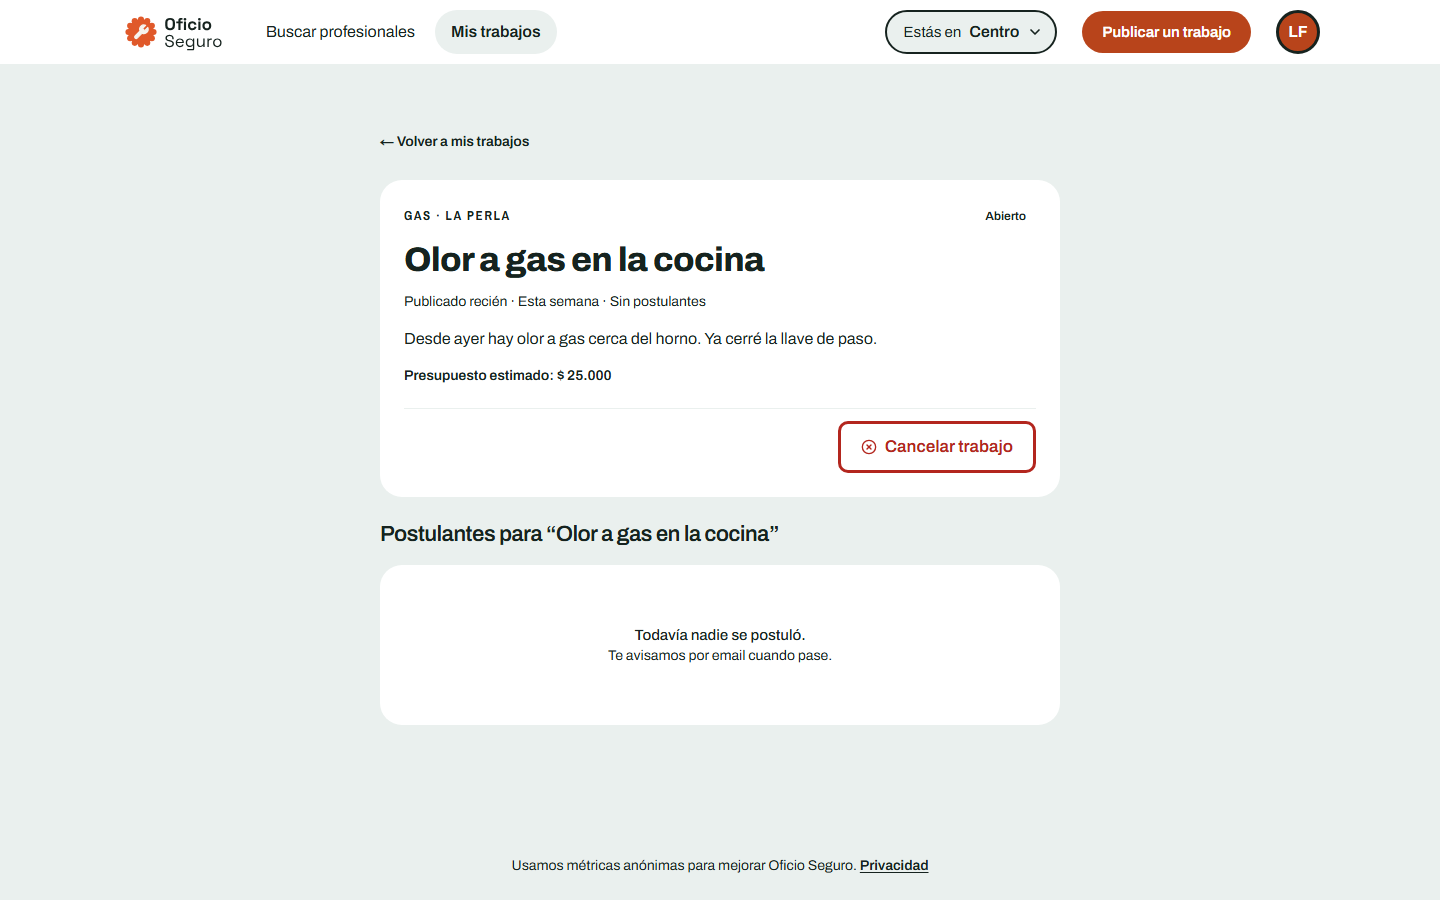 Oficio
Seguro
Buscar profesionales
Mis trabajos
Estás en Centro
Publicar un trabajo
LF
← Volver a mis trabajos
GAS · LA PERLA
Abierto
Olor a gas en la cocina
Publicado recién · Esta semana · Sin postulantes
Desde ayer hay olor a gas cerca del horno. Ya cerré la llave de paso.
Presupuesto estimado: $ 25.000
Cancelar trabajo
Postulantes para “Olor a gas en la cocina”
Todavía nadie se postuló.
Te avisamos por email cuando pase.
Usamos métricas anónimas para mejorar Oficio Seguro. Privacidad